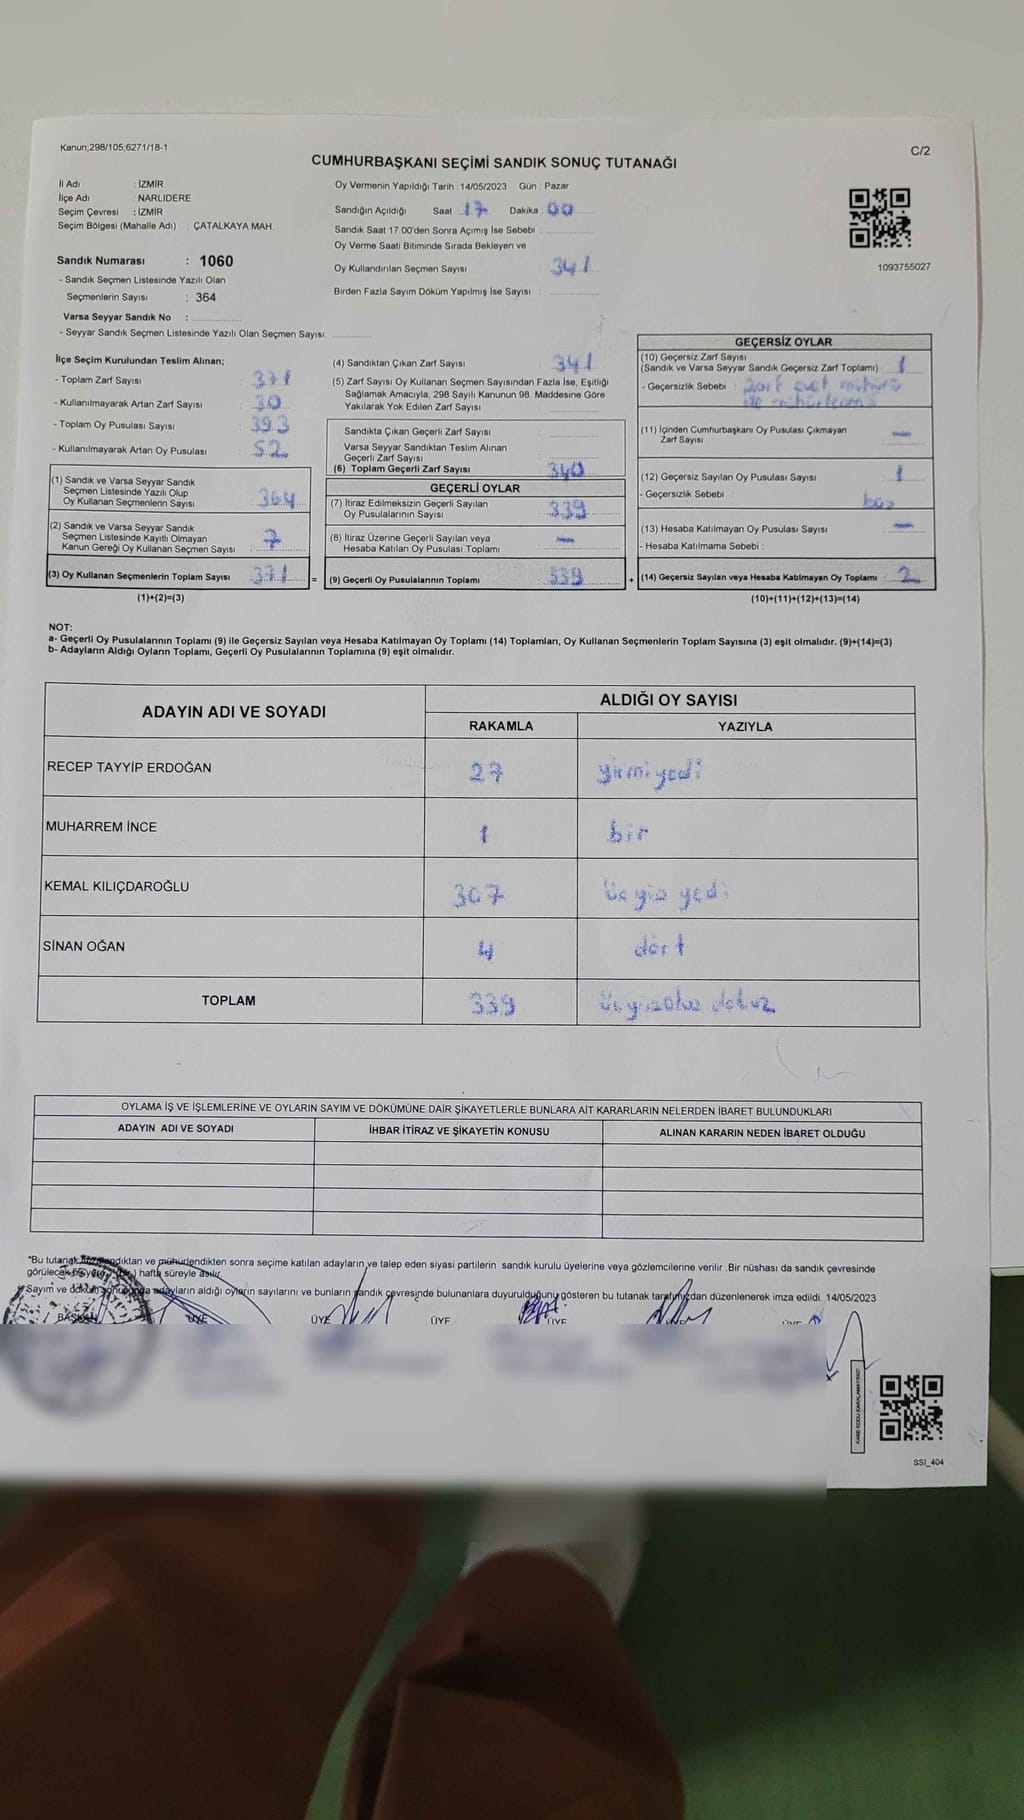 Kanun;298/105,6271/18-1
C/2
CUMHURBAŞKANI SEÇİMİ SANDIK SONUÇ TUTANAĞI
İl Adı : İZMİR
İlçe Adı : NARLIDERE
Seçim Çevresi : İZMİR
Seçim Bölgesi (Mahalle Adı) : ÇATALKAYA MAH.
Sandık Numarası : 1060
- Sandık Seçmen Listesinde Yazılı Olan
Seçmenlerin Sayısı : 364
Varsa Seyyar Sandık No :
- Seyyar Sandık Seçmen Listesinde Yazılı Olan Seçmen Sayısı:
Oy Vermenin Yapıldığı Tarih : 14/05/2023 Gün : Pazar
Sandığın Açıldığı Saat : 17 Dakika : 00
Sandık Saat 17.00'den Sonra Açımış İse Sebebi :
Oy Verme Saati Bitiminde Sırada Bekleyen ve
Oy Kullandırılan Seçmen Sayısı : 341
Birden Fazla Sayım Döküm Yapılmış İse Sayısı :
1093755027
İlçe Seçim Kurulundan Teslim Alınan;
- Toplam Zarf Sayısı : 371
- Kullanılmayarak Artan Zarf Sayısı : 30
- Toplam Oy Pusulası Sayısı : 393
- Kullanılmayarak Artan Oy Pusulası : 52
(1) Sandık ve Varsa Seyyar Sandık
Seçmen Listesinde Yazılı Olup
Oy Kullanan Seçmenlerin Sayısı : 364
(2) Sandık ve Varsa Seyyar Sandık
Seçmen Listesinde Kayıtlı Olmayan
Kanun Gereği Oy Kullanan Seçmen Sayısı : 7
(3) Oy Kullanan Seçmenlerin Toplam Sayısı : 371
(1)+(2)=(3)
(4) Sandıktan Çıkan Zarf Sayısı : 341
(5) Zarf Sayısı Oy Kullanan Seçmen Sayısından Fazla İse, Eşitliği
Sağlamak Amacıyla, 298 Sayılı Kanunun 98. Maddesine Göre
Yakılarak Yok Edilen Zarf Sayısı :
Sandıkta Çıkan Geçerli Zarf Sayısı :
Varsa Seyyar Sandıktan Teslim Alınan
Geçerli Zarf Sayısı :
(6) Toplam Geçerli Zarf Sayısı : 340
GEÇERLİ OYLAR
(7) İtiraz Edilmeksizin Geçerli Sayılan
Oy Pusulalarının Sayısı : 339
(8) İtiraz Üzerine Geçerli Sayılan veya
Hesaba Katılan Oy Pusulası Toplamı : —
= (9) Geçerli Oy Pusulalarının Toplamı : 339
GEÇERSİZ OYLAR
(10) Geçersiz Zarf Sayısı
(Sandık ve Varsa Seyyar Sandık Geçersiz Zarf Toplamı) : 1
- Geçersizlik Sebebi : Zarf evet mührü
ile
(11) İçinden Cumhurbaşkanı Oy Pusulası Çıkmayan
Zarf Sayısı : —
(12) Geçersiz Sayılan Oy Pusulası Sayısı : 1
- Geçersizlik Sebebi : boş
(13) Hesaba Katılmayan Oy Pusulası Sayısı : —
- Hesaba Katılmama Sebebi :
+ (14) Geçersiz Sayılan veya Hesaba Katılmayan Oy Toplamı : 2
(10)+(11)+(12)+(13)=(14)
NOT:
a- Geçerli Oy Pusulalarının Toplamı (9) ile Geçersiz Sayılan veya Hesaba Katılmayan Oy Toplamı (14) Toplamları, Oy Kullanan Seçmenlerin Toplam Sayısına (3) eşit olmalıdır. (9)+(14)=(3)
b- Adayların Aldığı Oyların Toplamı, Geçerli Oy Pusulalarının Toplamına (9) eşit olmalıdır.
ADAYIN ADI VE SOYADI
ALDIĞI OY SAYISI
RAKAMLA YAZIYLA
RECEP TAYYİP ERDOĞAN 27 yirmiyedi
MUHARREM İNCE 1 bir
KEMAL KILIÇDAROĞLU 307 üçyüz yedi
SİNAN OĞAN 4 dört
TOPLAM 339 üçyüzotuz dokuz
OYLAMA İŞ VE İŞLEMLERİNE VE OYLARIN SAYIM VE DÖKÜMÜNE DAİR ŞİKAYETLERLE BUNLARA AİT KARARLARIN NELERDEN İBARET BULUNDUKLARI
ADAYIN ADI VE SOYADI İHBAR İTİRAZ VE ŞİKAYETİN KONUSU ALINAN KARARIN NEDEN İBARET OLDUĞU
*Bu tutanak ve mühürlendikten sonra seçime katılan adayların ve talep eden siyasi partilerin sandık kurulu üyelerine veya gözlemcilerine verilir .Bir nüshası da sandık çevresinde
görülecek hafta süreyle asılır.
Sayım ve adayların aldığı oyların sayılarını ve bunların sandık çevresinde bulunanlara duyurulduğunu gösteren bu tutanak tarafımızdan düzenlenerek imza edildi. 14/05/2023
BAŞKAN ÜYE ÜYE ÜYE ÜYE
KARE KODU KARALAMAYINIZ!
SSI_404